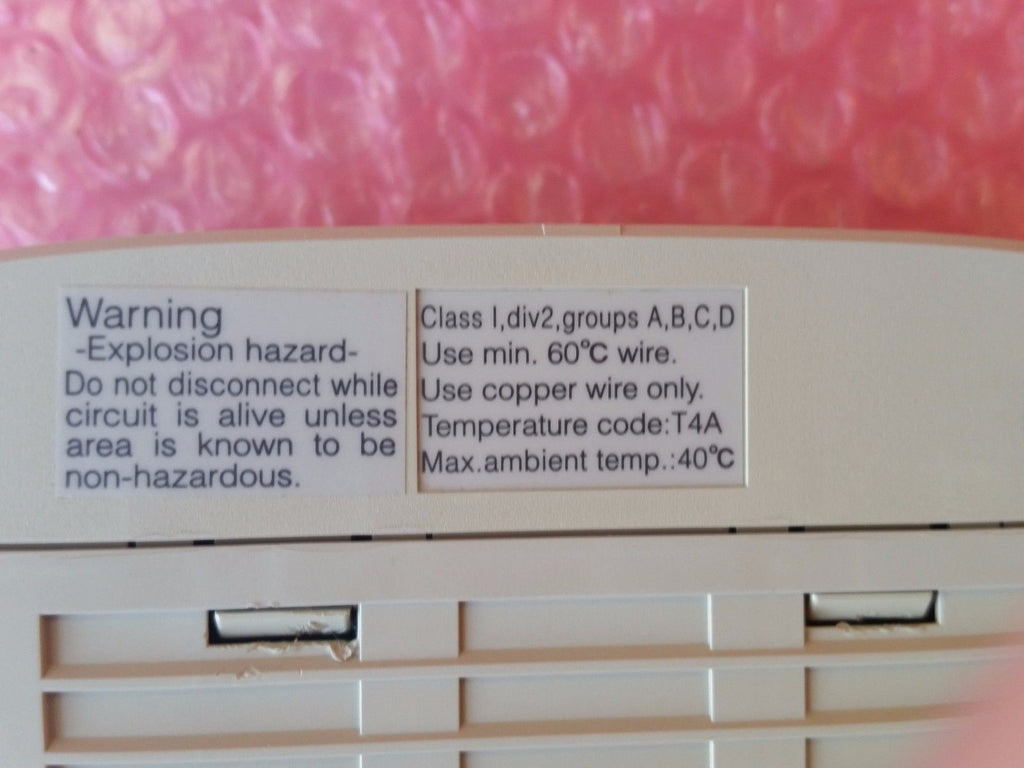 Warning
-Explosion hazard-
Do not disconnect while
circuit is alive unless
area is known to be
non-hazardous.
Class I,div2,groups A,B,C,D
Use min. 60℃ wire.
Use copper wire only.
Temperature code:T4A
Max.ambient temp.:40℃